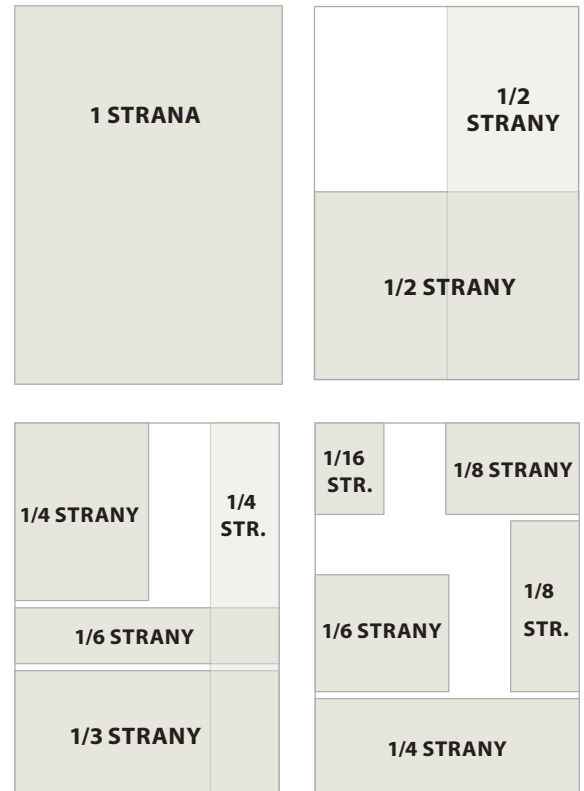 1 STRANA
1/2
STRANY
1/2 STRANY
1/4 STRANY
1/4
STR.
1/6 STRANY
1/3 STRANY
1/16
STR.
1/8 STRANY
1/8
STR.
1/6 STRANY
1/4 STRANY